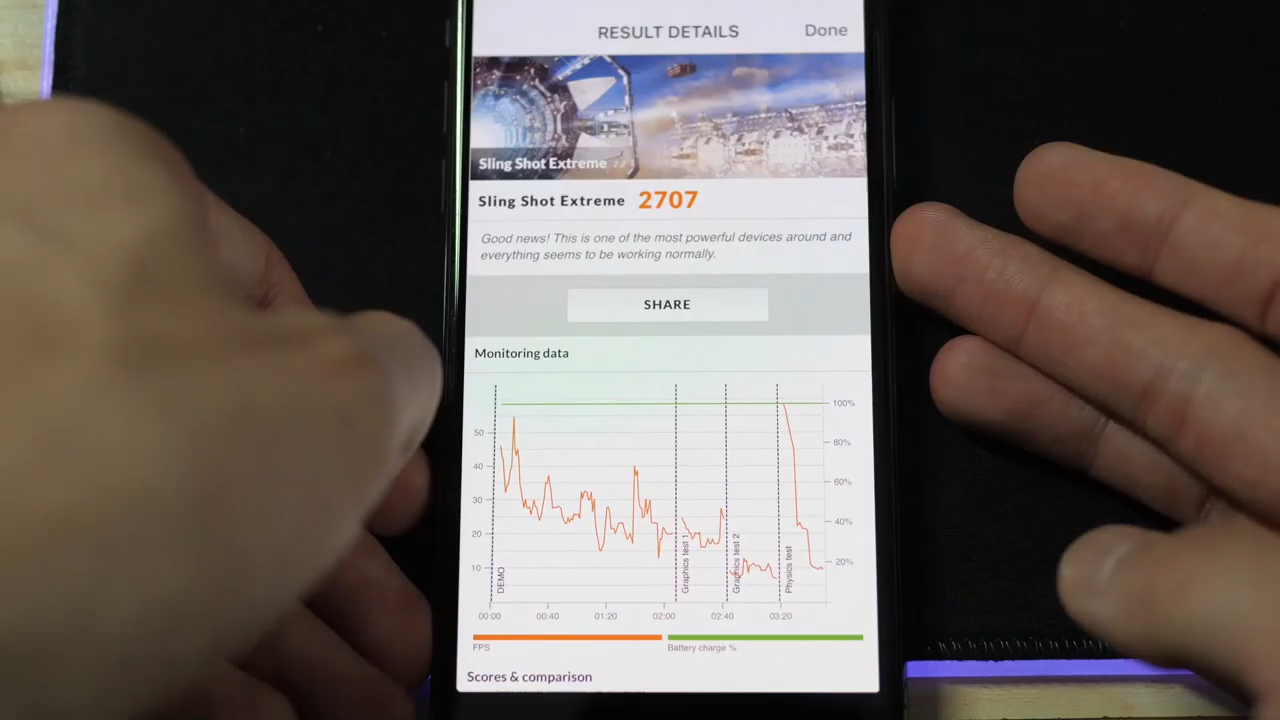 RESULT DETAILS
Done
Sling Shot Extreme
Sling Shot Extreme 2707
Good news! This is one of the most powerful devices around and
everything seems to be working normally.
SHARE
Monitoring data
50
40
30
20
10
100%
80%
60%
40%
20%
DEMO
Graphics test 1
Graphics test 2
Physics test
00:00 00:40 01:20 02:00 02:40 03:20
FPS
Battery charge %
Scores & comparison